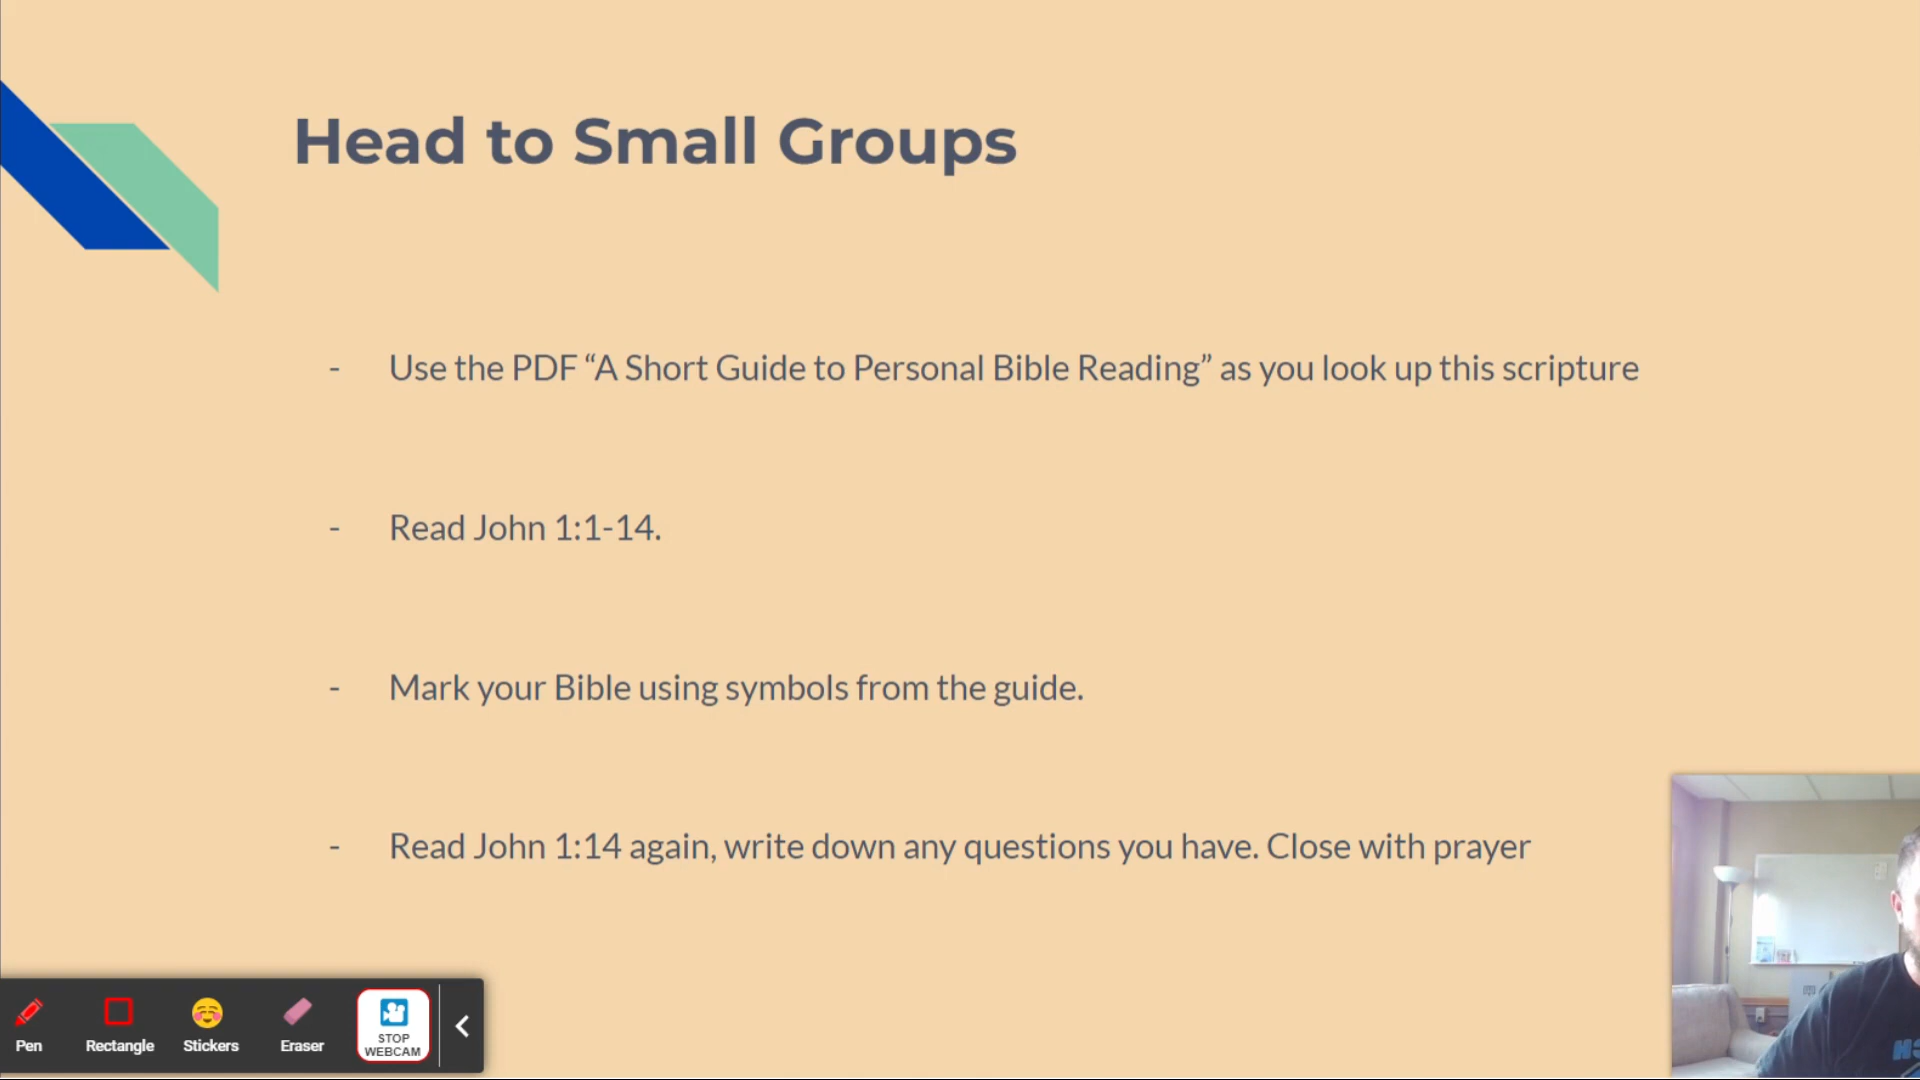 Head to Small Groups
- Use the PDF “A Short Guide to Personal Bible Reading” as you look up this scripture
- Read John 1:1-14.
- Mark your Bible using symbols from the guide.
- Read John 1:14 again, write down any questions you have. Close with prayer
Pen
Rectangle
Stickers
Eraser
STOP
WEBCAM